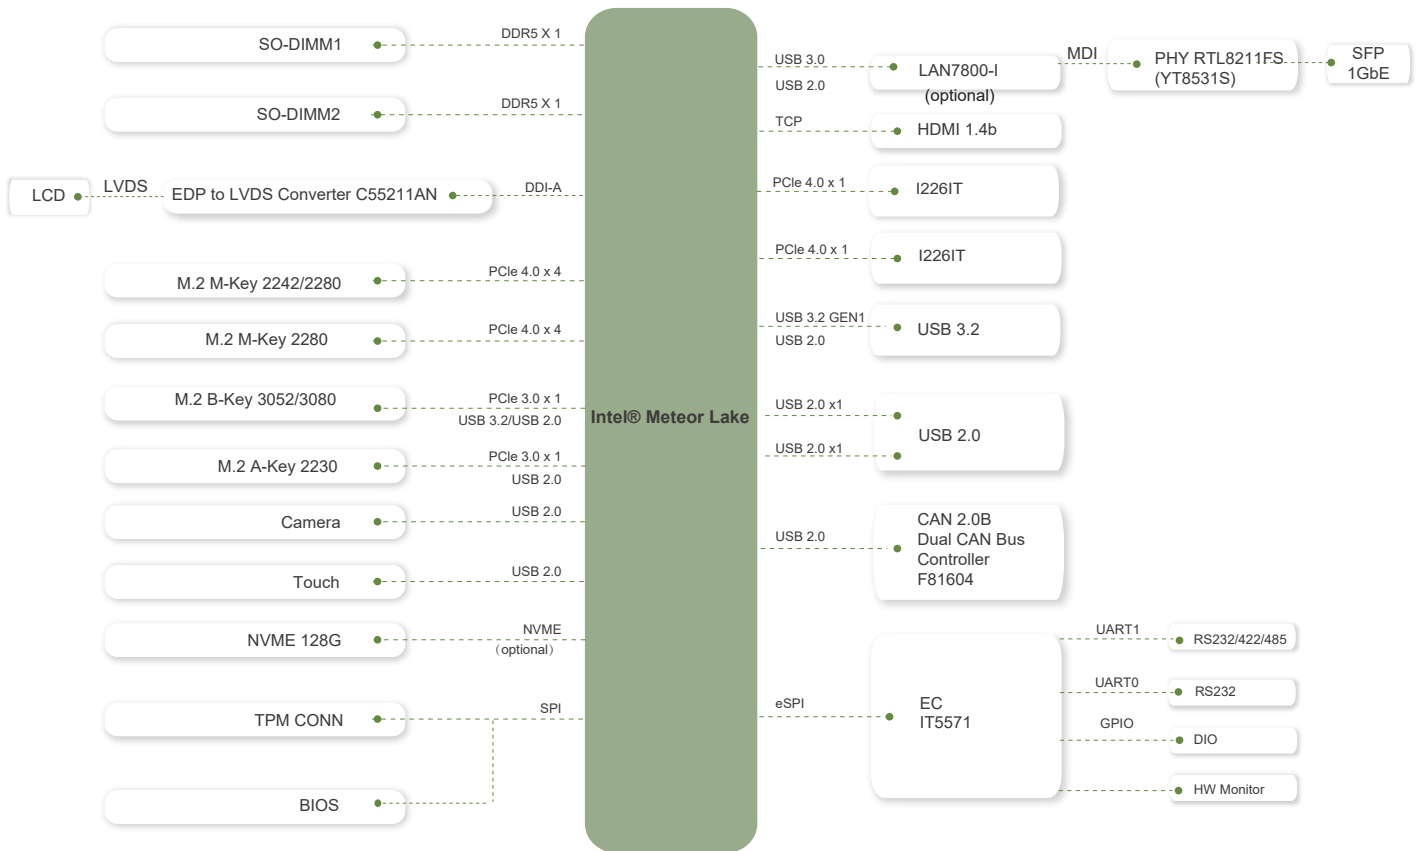 SO-DIMM1
DDR5 X 1
SO-DIMM2
DDR5 X 1
LCD
LVDS
EDP to LVDS Converter C55211AN
DDI-A
M.2 M-Key 2242/2280
PCIe 4.0 x 4
M.2 M-Key 2280
PCIe 4.0 x 4
M.2 B-Key 3052/3080
PCIe 3.0 x 1
USB 3.2/USB 2.0
M.2 A-Key 2230
PCIe 3.0 x 1
USB 2.0
Camera
USB 2.0
Touch
USB 2.0
NVME 128G
NVME
（optional）
TPM CONN
SPI
BIOS
Intel® Meteor Lake
USB 3.0
USB 2.0
LAN7800-I
(optional)
MDI
PHY RTL8211FS
(YT8531S)
SFP
1GbE
TCP
HDMI 1.4b
PCIe 4.0 x 1
I226IT
PCIe 4.0 x 1
I226IT
USB 3.2 GEN1
USB 2.0
USB 3.2
USB 2.0 x1
USB 2.0 x1
USB 2.0
USB 2.0
CAN 2.0B
Dual CAN Bus
Controller
F81604
eSPI
EC
IT5571
UART1
RS232/422/485
UART0
RS232
GPIO
DIO
HW Monitor